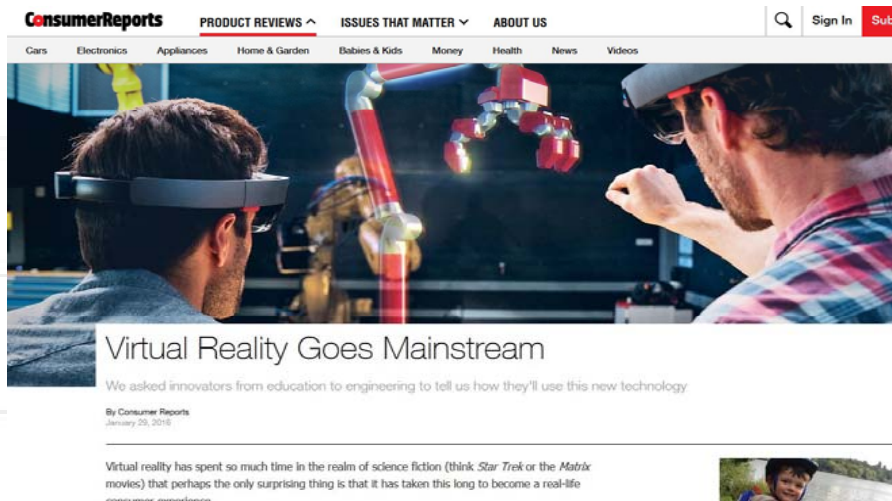 ConsumerReports PRODUCT REVIEWS ISSUES THAT MATTER ABOUT US Sign In Sub
Cars Electronics Appliances Home & Garden Babies & Kids Money Health News Videos
Virtual Reality Goes Mainstream
We asked innovators from education to engineering to tell us how they'll use this new technology
By Consumer Reports
January 29, 2016
Virtual reality has spent so much time in the realm of science fiction (think Star Trek or the Matrix
movies) that perhaps the only surprising thing is that it has taken this long to become a real-life
consumer experience